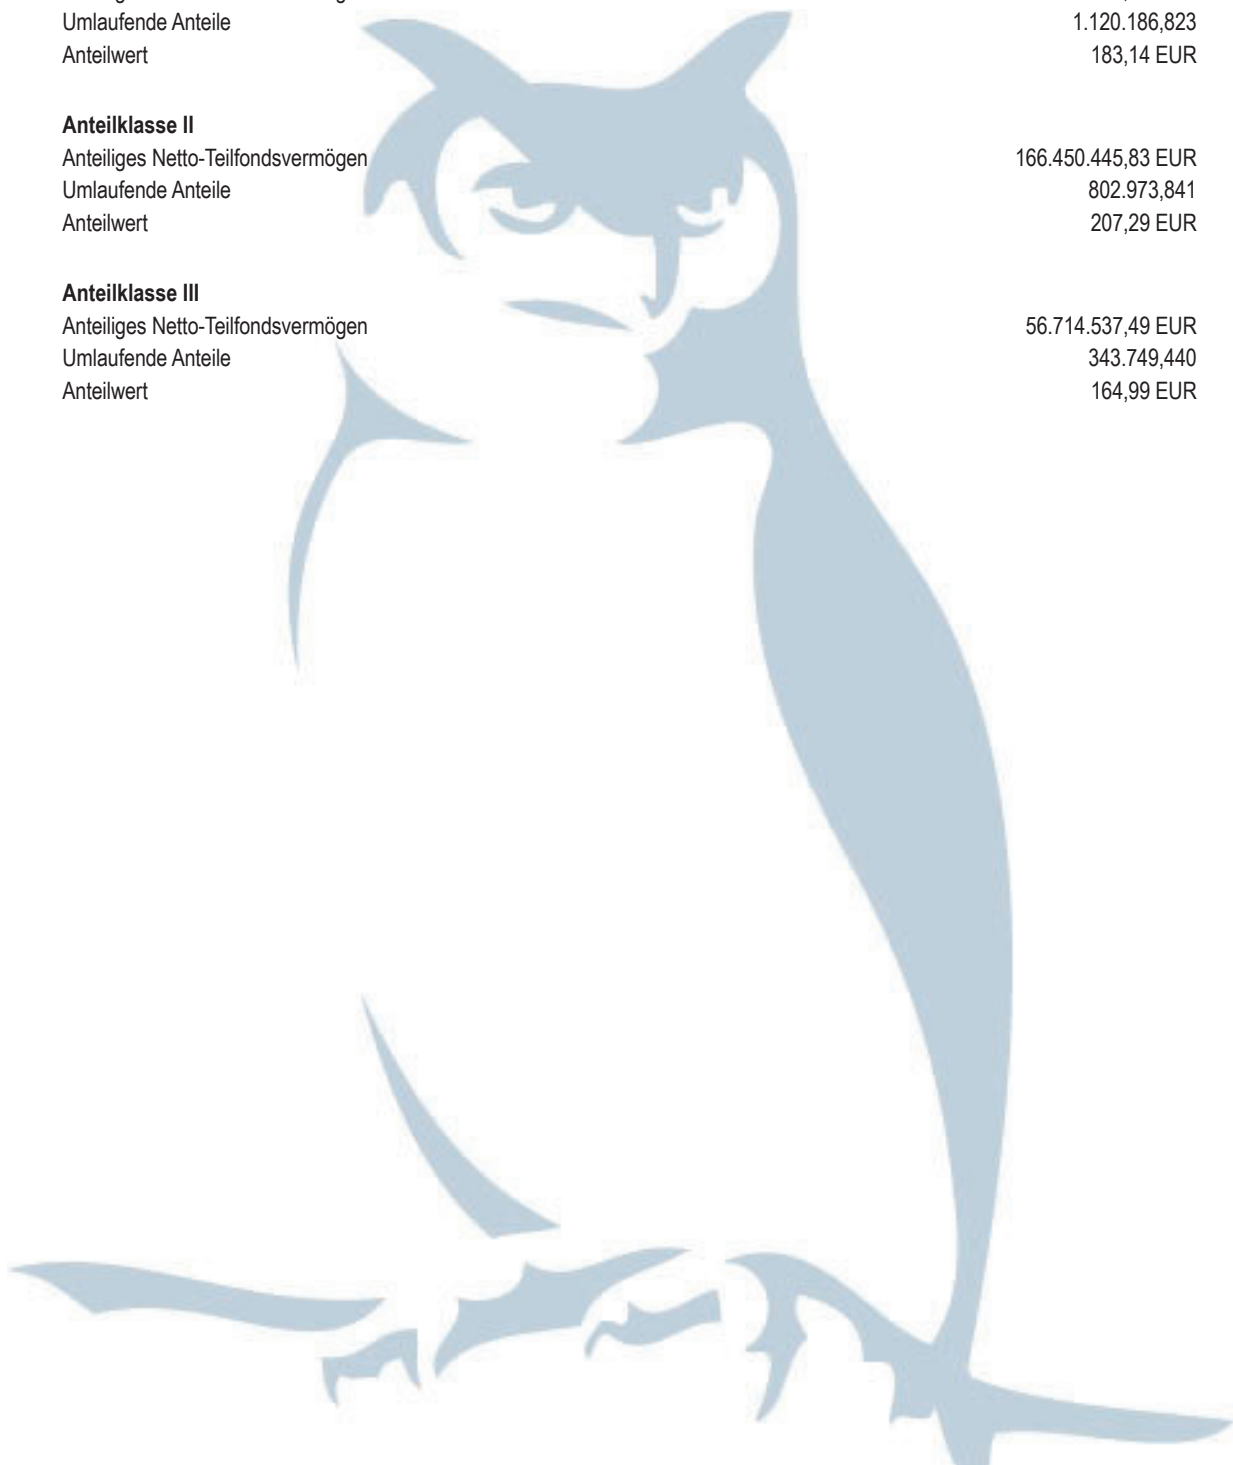 Umlaufende Anteile 1.120.186,823
Anteilwert 183,14 EUR
Anteilklasse II
Anteiliges Netto-Teilfondsvermögen 166.450.445,83 EUR
Umlaufende Anteile 802.973,841
Anteilwert 207,29 EUR
Anteilklasse III
Anteiliges Netto-Teilfondsvermögen 56.714.537,49 EUR
Umlaufende Anteile 343.749,440
Anteilwert 164,99 EUR